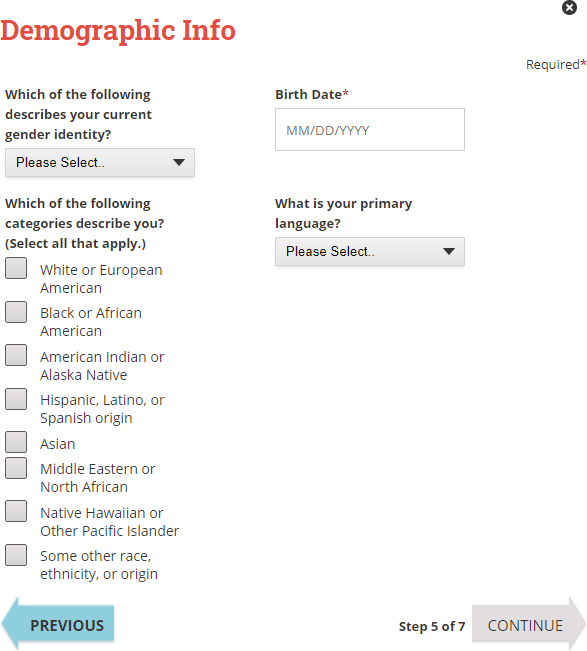 Demographic Info
Required*
Which of the following
describes your current
gender identity?
Please Select..
Birth Date*
MM/DD/YYYY
Which of the following
categories describe you?
(Select all that apply.)
White or European
American
Black or African
American
American Indian or
Alaska Native
Hispanic, Latino, or
Spanish origin
Asian
Middle Eastern or
North African
Native Hawaiian or
Other Pacific Islander
Some other race,
ethnicity, or origin
What is your primary
language?
Please Select..
PREVIOUS
Step 5 of 7
CONTINUE